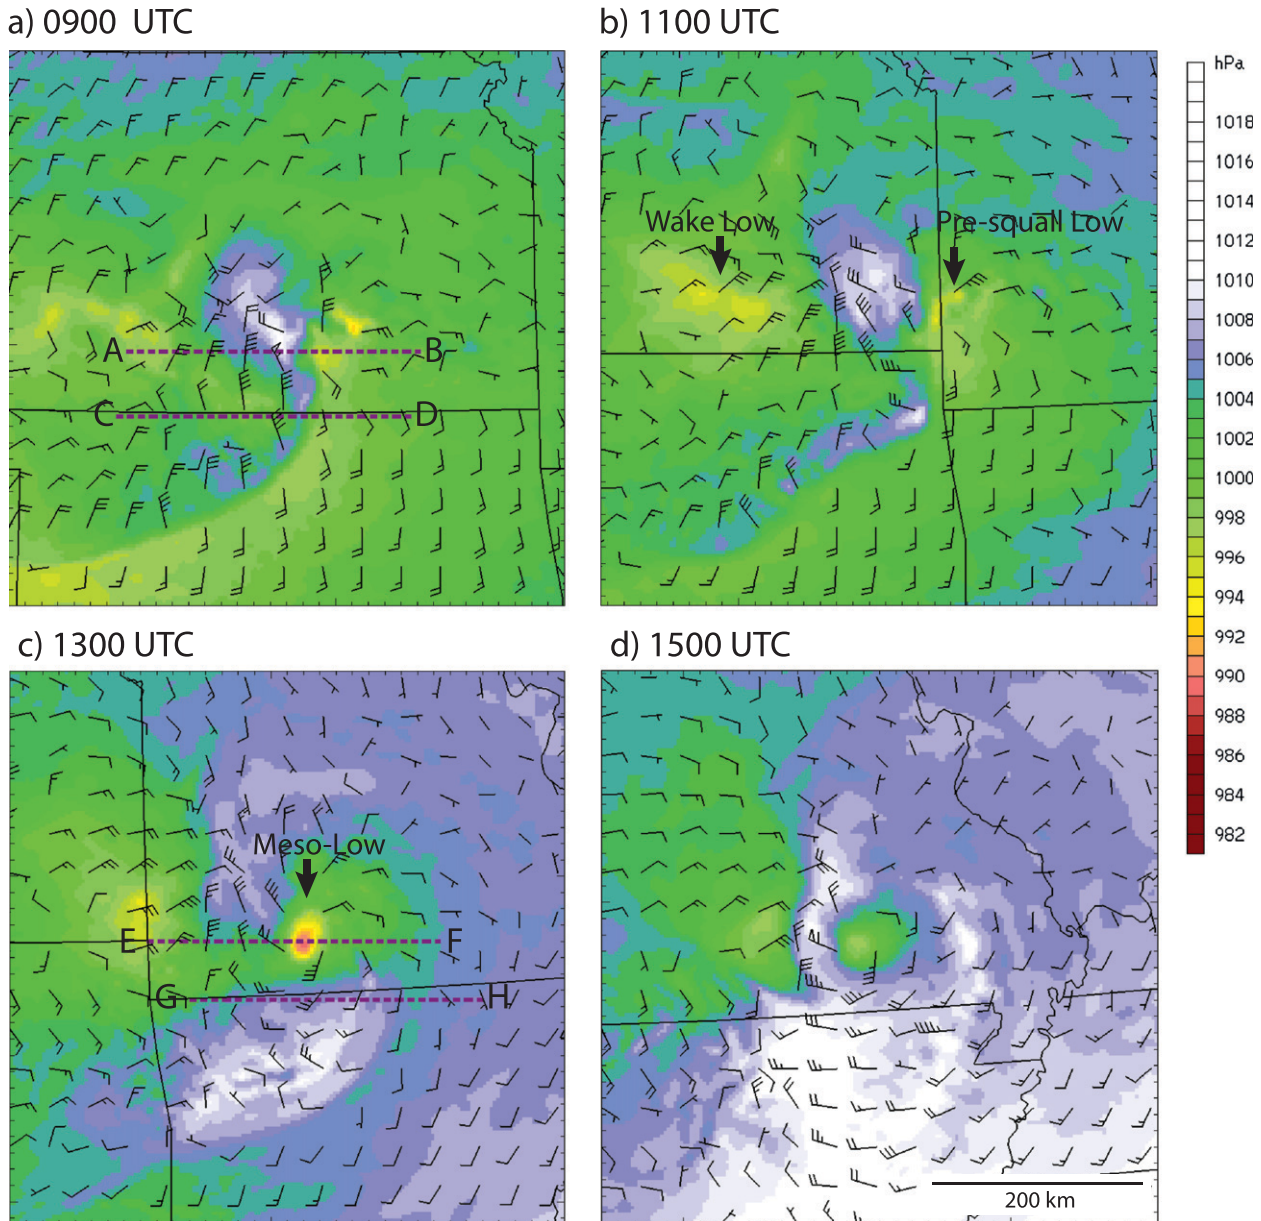 a) 0900 UTC
b) 1100 UTC
hPa
1018
1016
1014
1012
1010
1008
1006
1004
1002
1000
998
996
994
992
990
988
986
984
982
A
B
C
D
Wake Low
Pre-squall Low
c) 1300 UTC
d) 1500 UTC
Meso-Low
E
F
G
H
200 km